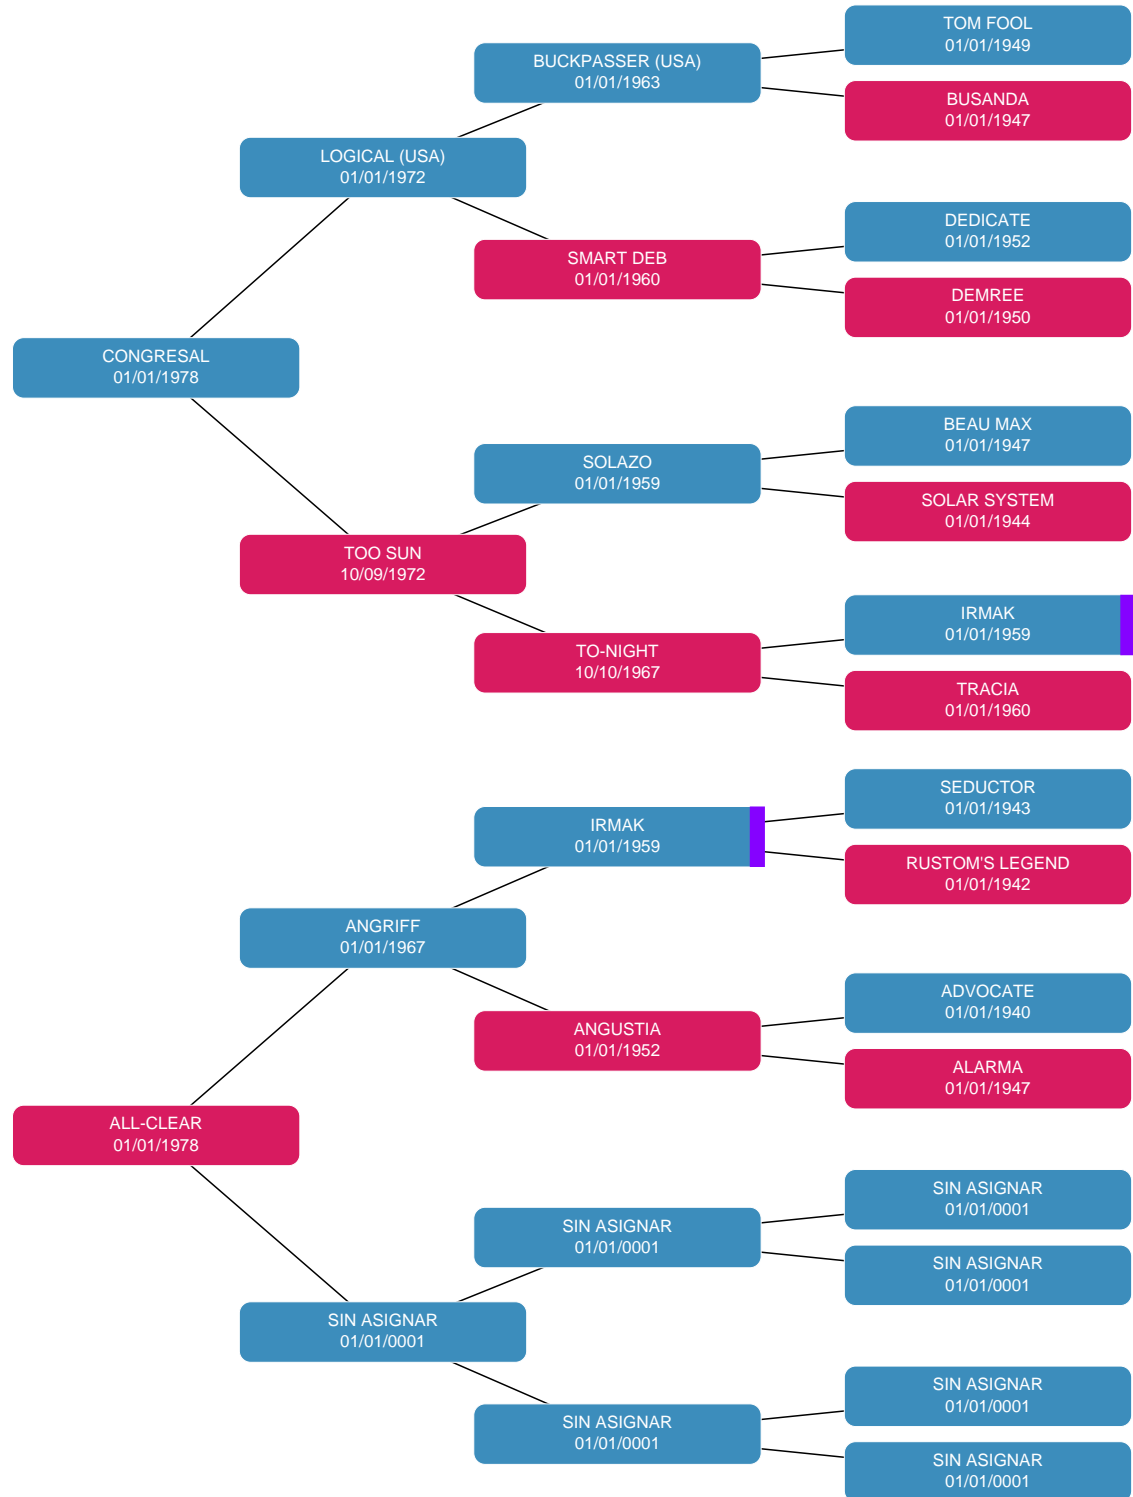 TOM FOOL
01/01/1949
BUCKPASSER (USA)
01/01/1963
BUSANDA
01/01/1947
LOGICAL (USA)
01/01/1972
DEDICATE
01/01/1952
SMART DEB
01/01/1960
DEMREE
01/01/1950
CONGRESAL
01/01/1978
BEAU MAX
01/01/1947
SOLAZO
01/01/1959
SOLAR SYSTEM
01/01/1944
TOO SUN
10/09/1972
IRMAK
01/01/1959
TO-NIGHT
10/10/1967
TRACIA
01/01/1960
SEDUCTOR
01/01/1943
IRMAK
01/01/1959
RUSTOM'S LEGEND
01/01/1942
ANGRIFF
01/01/1967
ADVOCATE
01/01/1940
ANGUSTIA
01/01/1952
ALARMA
01/01/1947
ALL-CLEAR
01/01/1978
SIN ASIGNAR
01/01/0001
SIN ASIGNAR
01/01/0001
SIN ASIGNAR
01/01/0001
SIN ASIGNAR
01/01/0001
SIN ASIGNAR
01/01/0001
SIN ASIGNAR
01/01/0001
SIN ASIGNAR
01/01/0001